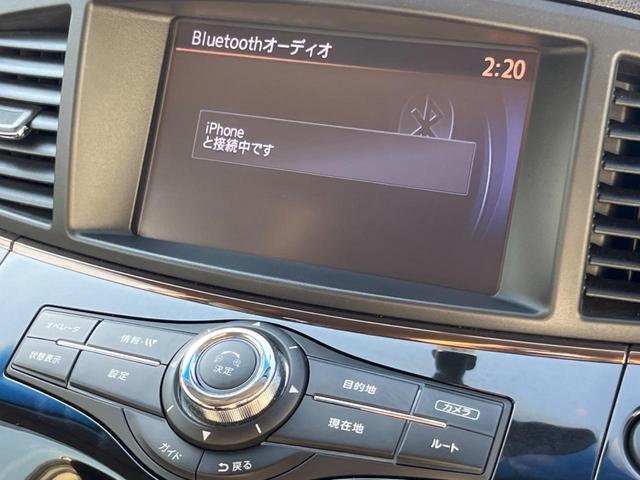 Bluetoothオーディオ
2:20
iPhone
と接続中です
オペレータ
情報・
状態表示
設定
決定
目的地
カメラ
現在地
ルート
ガイド
戻る